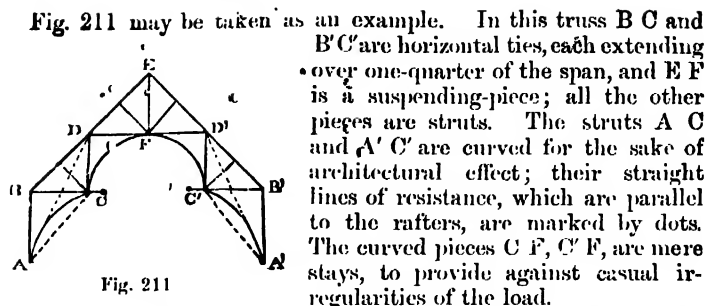 Fig. 211 may be taken as an example. In this truss B C and
B′C′ are horizontal ties, each extending
over one-quarter of the span, and E F
is a suspending-piece; all the other
pieces are struts. The struts A C
and A′ C′ are curved for the sake of
architectural effect; their straight
lines of resistance, which are parallel
to the rafters, are marked by dots.
The curved pieces C F, C′ F, are mere
stays, to provide against casual ir-
regularities of the load.
E
D
F
D′
B
C
C′
B′
A
A′
Fig. 211